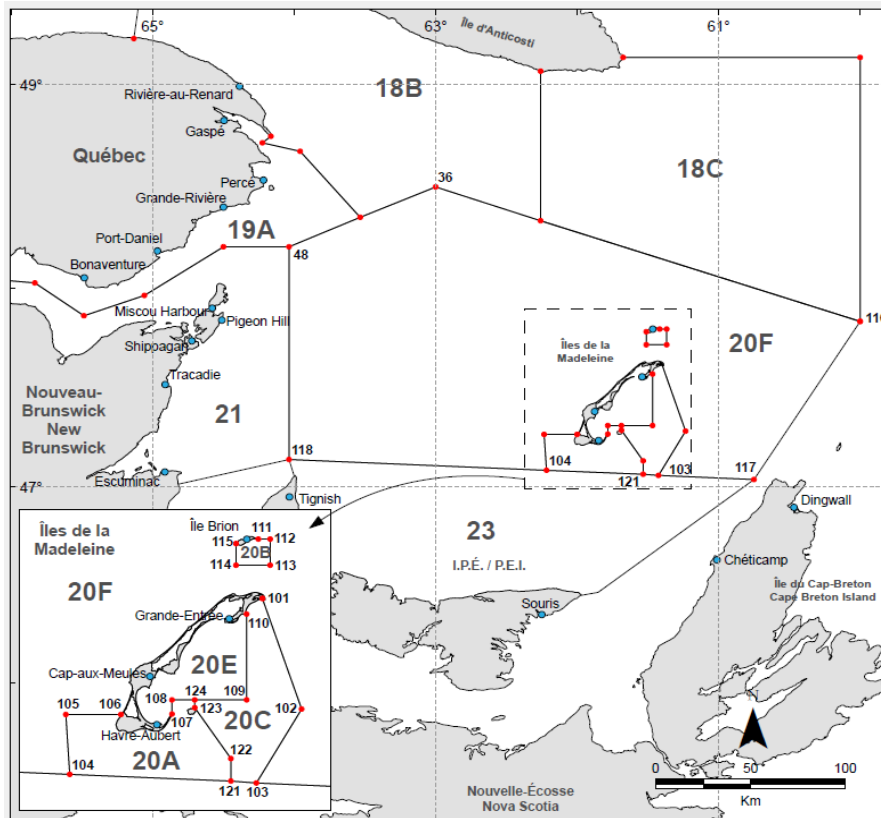 65°
63°
61°
Île d'Anticosti
49°
18B
Rivière-au-Renard
Gaspé
Québec
18C
Percé
36
Grande-Rivière
19A
Port-Daniel
48
Bonaventure
Miscou Harbour
Pigeon Hill
116
Shippagan
Îles de la
Madeleine
20F
Tracadie
Nouveau-
Brunswick
New
Brunswick
21
118
104
121
103
117
47°
Escuminac
Tignish
Dingwall
23
I.P.É. / P.E.I.
Chéticamp
Île du Cap-Breton
Cape Breton Island
Souris
Îles de la
Madeleine
Île Brion
111
115
112
20B
114
113
20F
101
Grande-Entrée
110
20E
Cap-aux-Meules
124
109
108
105
106
123
20C
107
102
Havre-Aubert
20A
122
104
121
103
0
50
100
Km
Nouvelle-Écosse
Nova Scotia